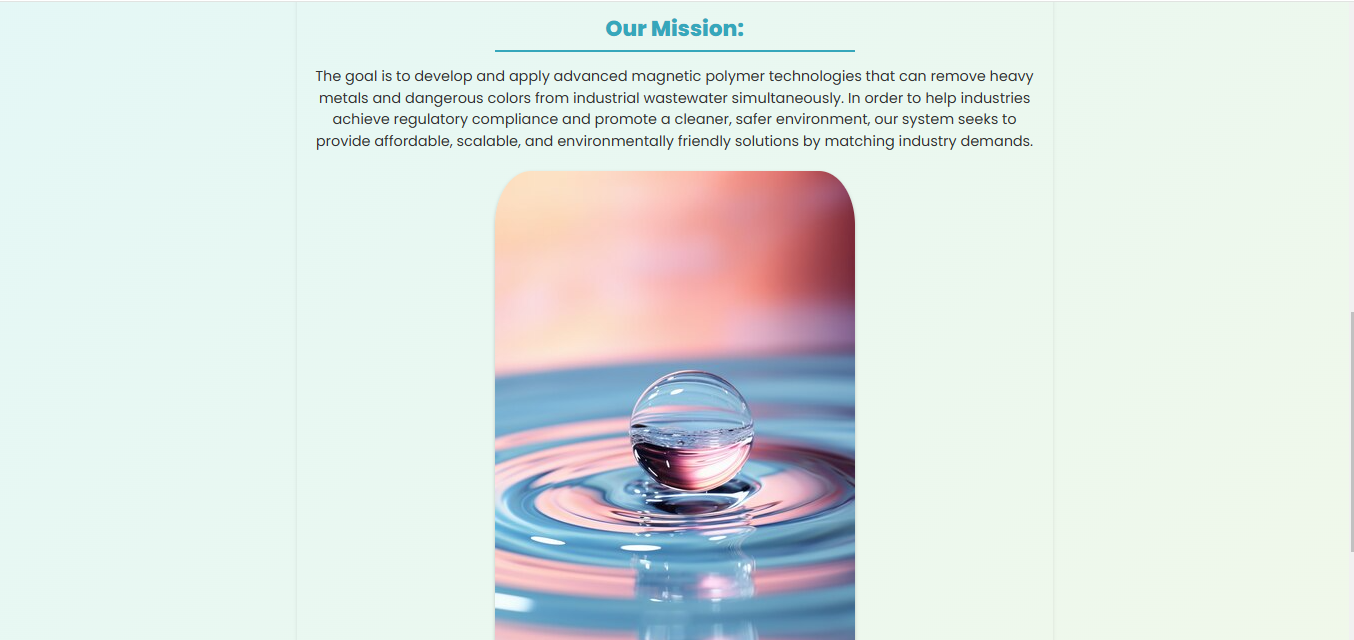 Our Mission:
The goal is to develop and apply advanced magnetic polymer technologies that can remove heavy
metals and dangerous colors from industrial wastewater simultaneously. In order to help industries
achieve regulatory compliance and promote a cleaner, safer environment, our system seeks to
provide affordable, scalable, and environmentally friendly solutions by matching industry demands.